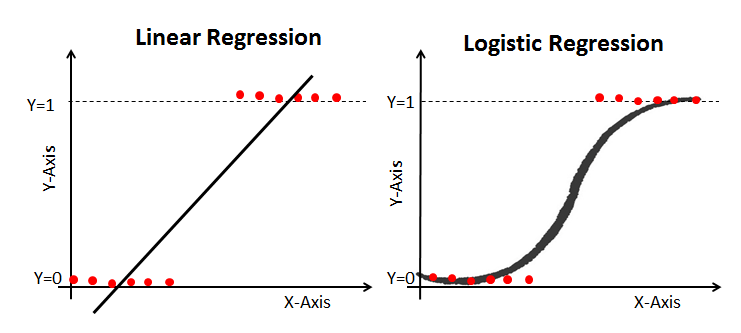 Linear Regression
Y=1
Y-Axis
Y=0
X-Axis
Logistic Regression
Y=1
Y-Axis
Y=0
X-Axis